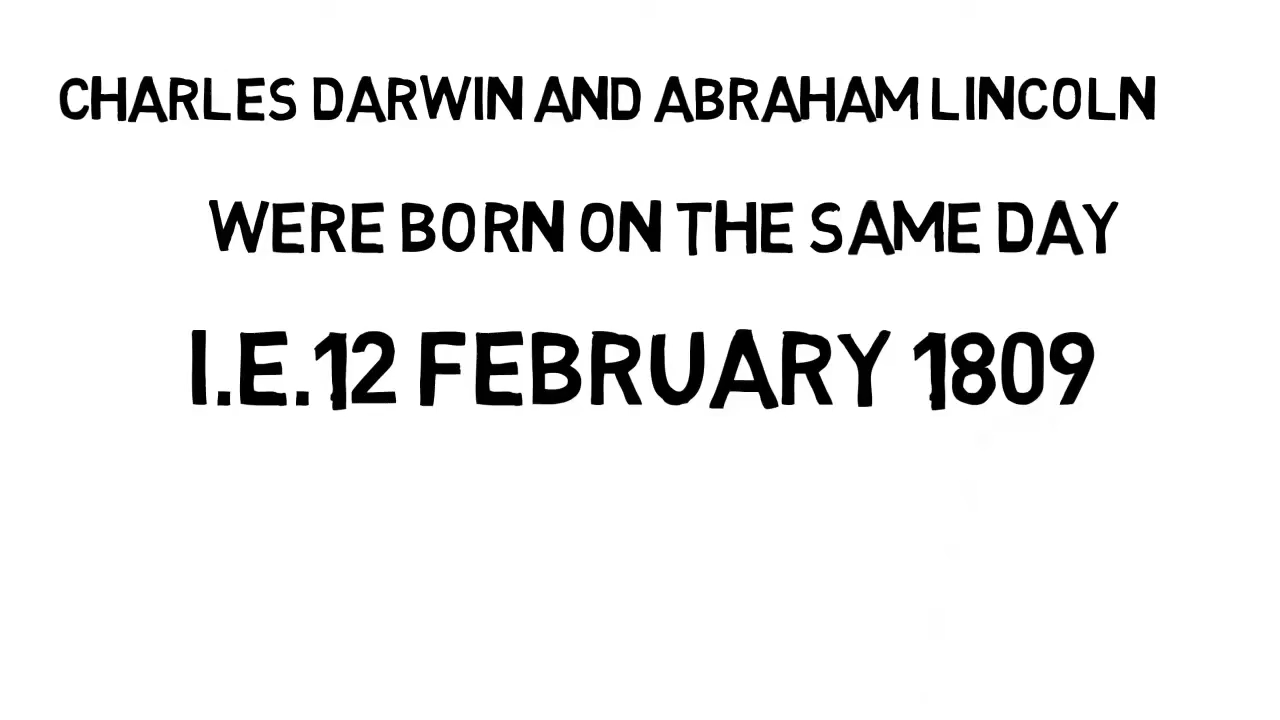 CHARLES DARWIN AND ABRAHAM LINCOLN
WERE BORN ON THE SAME DAY
I.E.12 FEBRUARY 1809